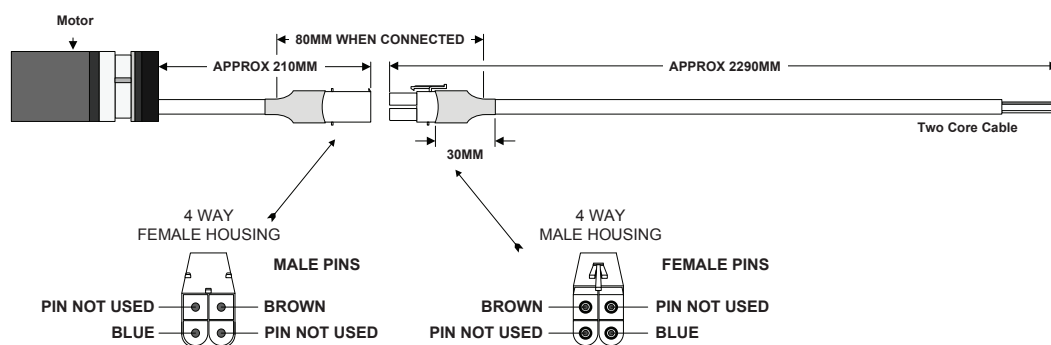 Motor
80MM WHEN CONNECTED
APPROX 210MM
APPROX 2290MM
Two Core Cable
30MM
4 WAY
FEMALE HOUSING
MALE PINS
PIN NOT USED
BROWN
BLUE
PIN NOT USED
4 WAY
MALE HOUSING
FEMALE PINS
BROWN
PIN NOT USED
PIN NOT USED
BLUE